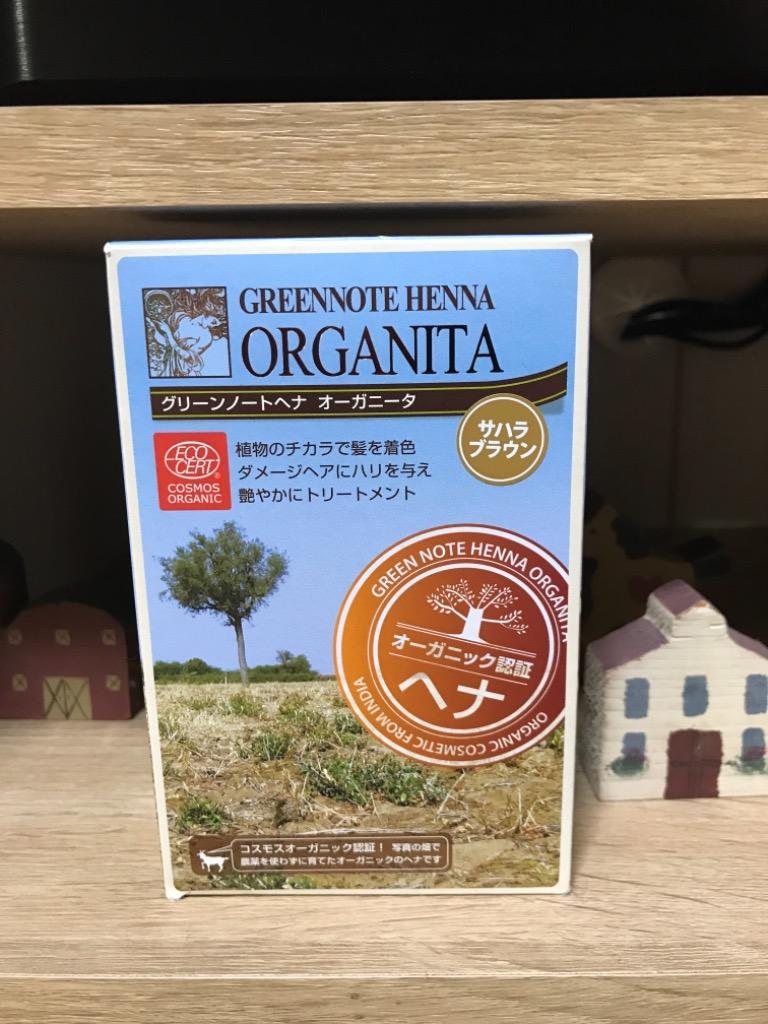 GREENNOTE HENNA
ORGANITA
グリーンノートヘナ オーガニータ
サハラ
ブラウン
ECO
CERT®
COSMOS
ORGANIC
植物のチカラで髪を着色
ダメージヘアにハリを与え
艶やかにトリートメント
GREEN NOTE HENNA ORGANITA
オーガニック認証
ヘナ
ORGANIC COSMETIC FROM INDIA
コスモスオーガニック認証！ 写真の畑で
農薬を使わずに育てたオーガニックのヘナです